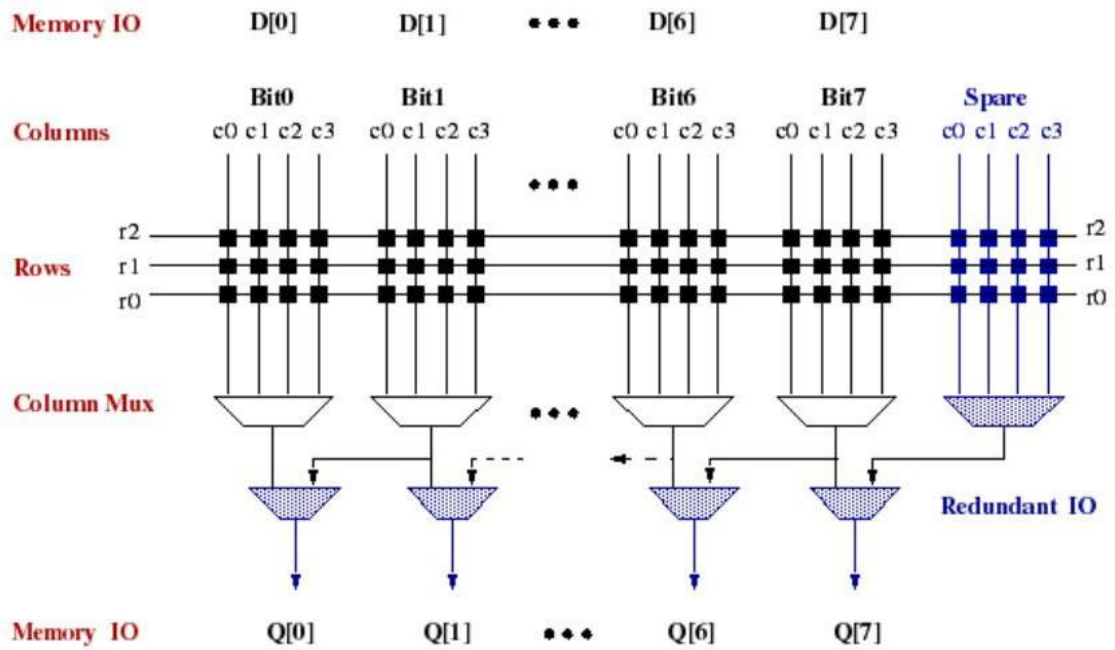 Memory IO D[0] D[1] ••• D[6] D[7]
Bit0 Bit1 Bit6 Bit7 Spare
Columns c0 c1 c2 c3 c0 c1 c2 c3 c0 c1 c2 c3 c0 c1 c2 c3 c0 c1 c2 c3
•••
r2 r2
Rows r1 r1
r0 r0
Column Mux •••
Redundant IO
Memory IO Q[0] Q[1] ••• Q[6] Q[7]